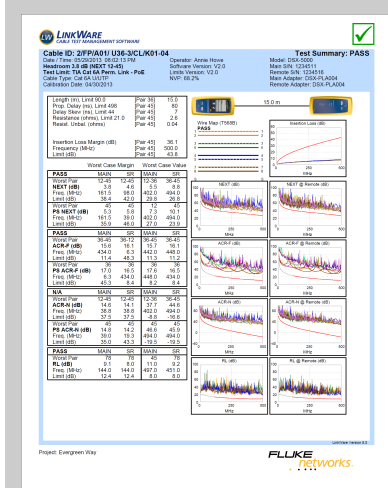 LINKWARE
CABLE TEST MANAGEMENT SOFTWARE
Cable ID: 2/FP/A01/ U36-3/CL/K01-04
Test Summary: PASS
Date / Time: 05/29/2013 08:02:13 PM
Headroom 3.8 dB (NEXT 12-45)
Test Limit: TIA Cat 6A Perm. Link - PoE
Cable Type: Cat 6A U/UTP
Calibration Date: 04/30/2013
Operator: Annie Howe
Software Version: V2.0
Limits Version: V2.0
NVP: 68.2%
Model: DSX-5000
Main S/N: 1234511
Remote S/N: 1234516
Main Adapter: DSX-PLA004
Remote Adapter: DSX-PLA004
Length (m), Limit 90.0 [Pair 36] 15.0
Prop. Delay (ns), Limit 498 [Pair 45] 80
Delay Skew (ns), Limit 44 [Pair 45] 7
Resistance (ohms), Limit 21.0 [Pair 45] 2.6
Resist. Unbal. (ohms) [Pair 45] 0.04
Insertion Loss Margin (dB) [Pair 45] 36.1
Frequency (MHz) [Pair 45] 500.0
Limit (dB) [Pair 45] 43.8
15.0 m
Wire Map (T568B)
PASS
Insertion Loss (dB)
MHz
Worst Case Margin Worst Case Value
PASS MAIN SR MAIN SR
Worst Pair 12-45 12-45 12-36 36-45
NEXT (dB) 3.8 4.6 5.5 8.8
Freq. (MHz) 161.5 98.0 402.0 494.0
Limit (dB) 38.4 42.0 29.8 26.8
Worst Pair 45 45 12 45
PS NEXT (dB) 5.3 5.8 7.3 10.1
Freq. (MHz) 161.5 39.0 402.0 494.0
Limit (dB) 35.9 46.0 27.0 23.9
PASS MAIN SR MAIN SR
Worst Pair 36-45 36-12 36-45 36-45
ACR-F (dB) 15.6 16.1 15.7 16.1
Freq. (MHz) 434.0 6.3 442.0 448.0
Limit (dB) 11.4 48.3 11.3 11.2
Worst Pair 36 36 36 36
PS ACR-F (dB) 17.0 16.5 17.6 16.5
Freq. (MHz) 6.3 434.0 448.0 434.0
Limit (dB) 45.3 8.4 8.2 8.4
N/A MAIN SR MAIN SR
Worst Pair 12-45 12-45 12-36 36-45
ACR-N (dB) 14.6 14.1 37.7 44.6
Freq. (MHz) 38.8 38.8 402.0 494.0
Limit (dB) 37.5 37.5 -8.8 -16.6
Worst Pair 45 45 45 45
PS ACR-N (dB) 14.8 14.2 46.6 45.9
Freq. (MHz) 39.0 19.3 494.0 494.0
Limit (dB) 35.0 43.3 -19.5 -19.5
PASS MAIN SR MAIN SR
Worst Pair 78 78 45 78
RL (dB) 9.1 8.0 11.0 9.2
Freq. (MHz) 144.0 144.0 497.0 451.0
Limit (dB) 12.4 12.4 8.0 8.0
NEXT (dB)
NEXT @ Remote (dB)
MHz
MHz
ACR-F (dB)
ACR-F @ Remote (dB)
MHz
MHz
ACR-N (dB)
ACR-N @ Remote (dB)
MHz
MHz
RL (dB)
RL @ Remote (dB)
MHz
MHz
Project: Evergreen Way
FLUKE
networks.